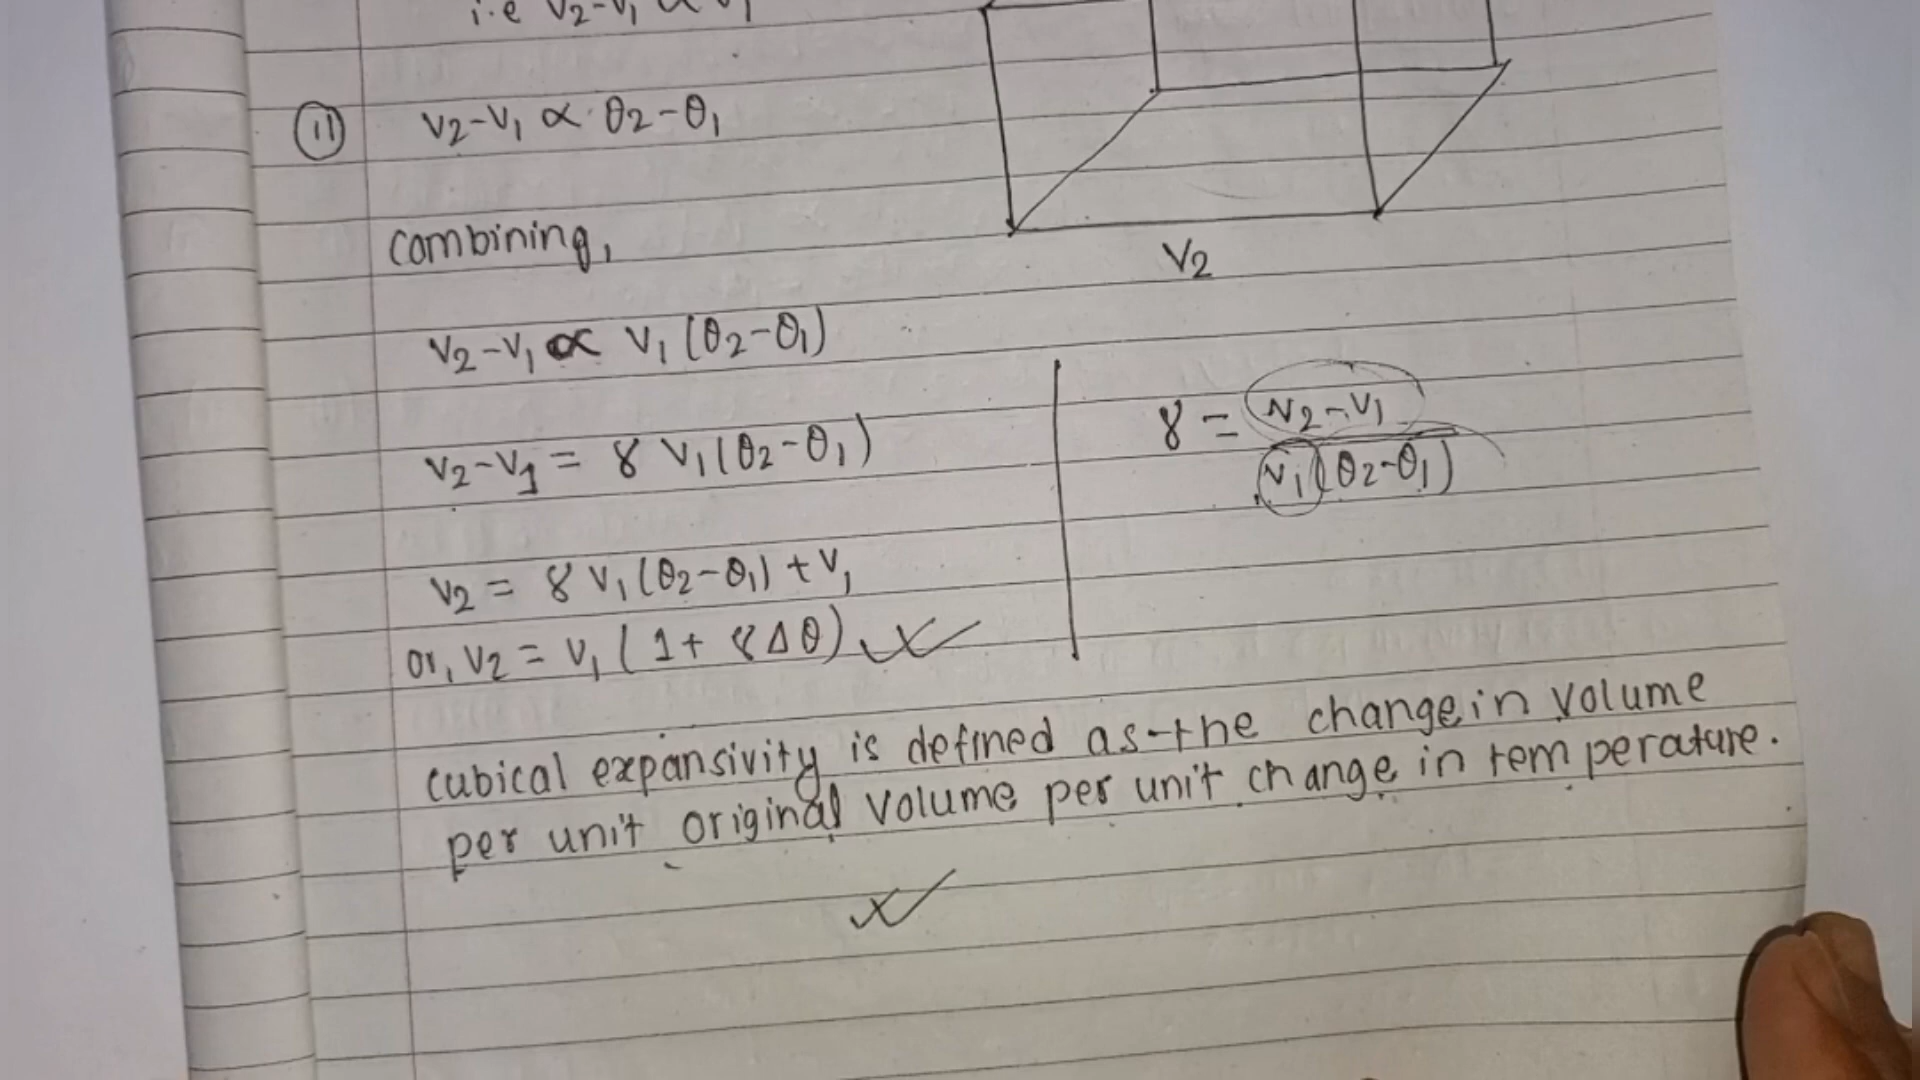 i.e V₂-V₁ ∝ V₁
(ii) V₂-V₁ ∝ θ₂-θ₁
combining,
V₂
V₂-V₁ ∝ V₁ (θ₂-θ₁)
V₂-V₁ = γ V₁(θ₂-θ₁)
γ = V₂-V₁ / V₁(θ₂-θ₁)
V₂ = γ V₁(θ₂-θ₁) + V₁
or, V₂ = V₁ (1 + γΔθ)
cubical expansivity is defined as the change in volume
per unit original volume per unit change in temperature.